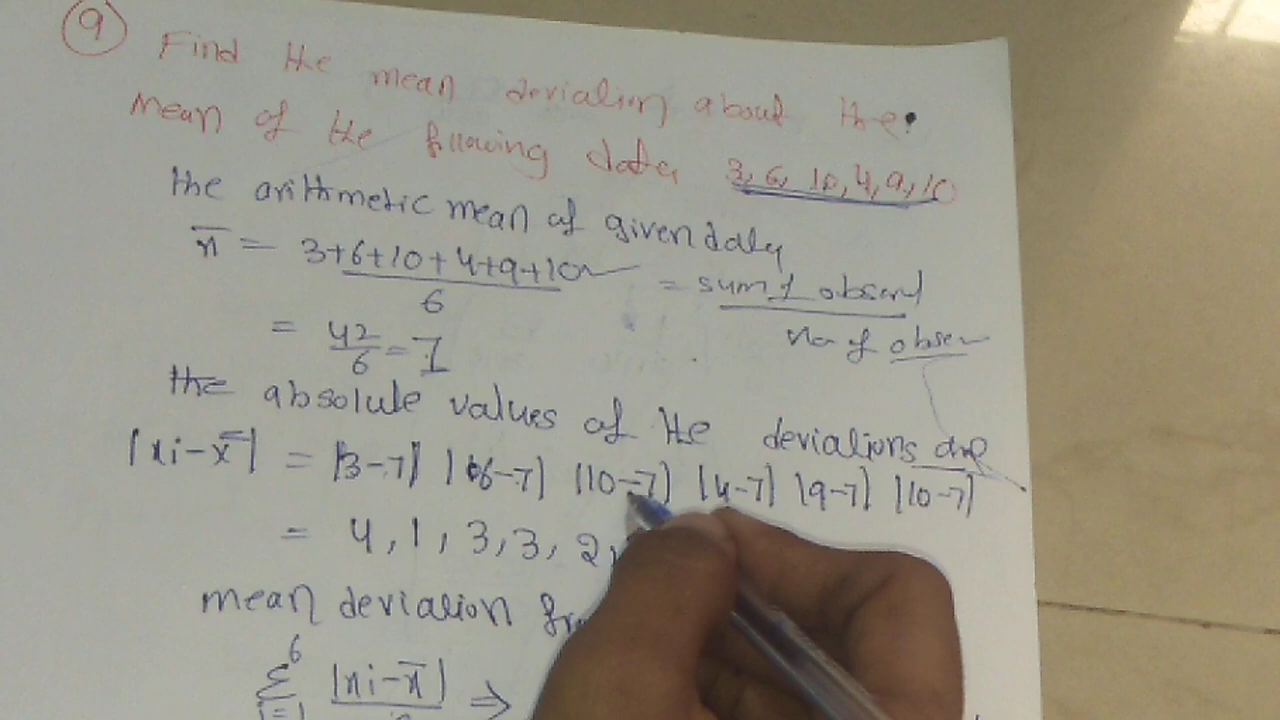 9 Find the mean deviation about the
mean of the following data 3, 6, 10, 4, 9, 10
the arithmetic mean of given data
x̄ = 3+6+10+4+9+10 / 6 = sum of obser / no of obser
= 42/6 = 7
the absolute values of the deviations are
|xi-x̄| = |3-7| |6-7| |10-7| |4-7| |9-7| |10-7|
= 4, 1, 3, 3, 2,
mean deviation
6 Σ i=1 |xi-x̄| ⇒